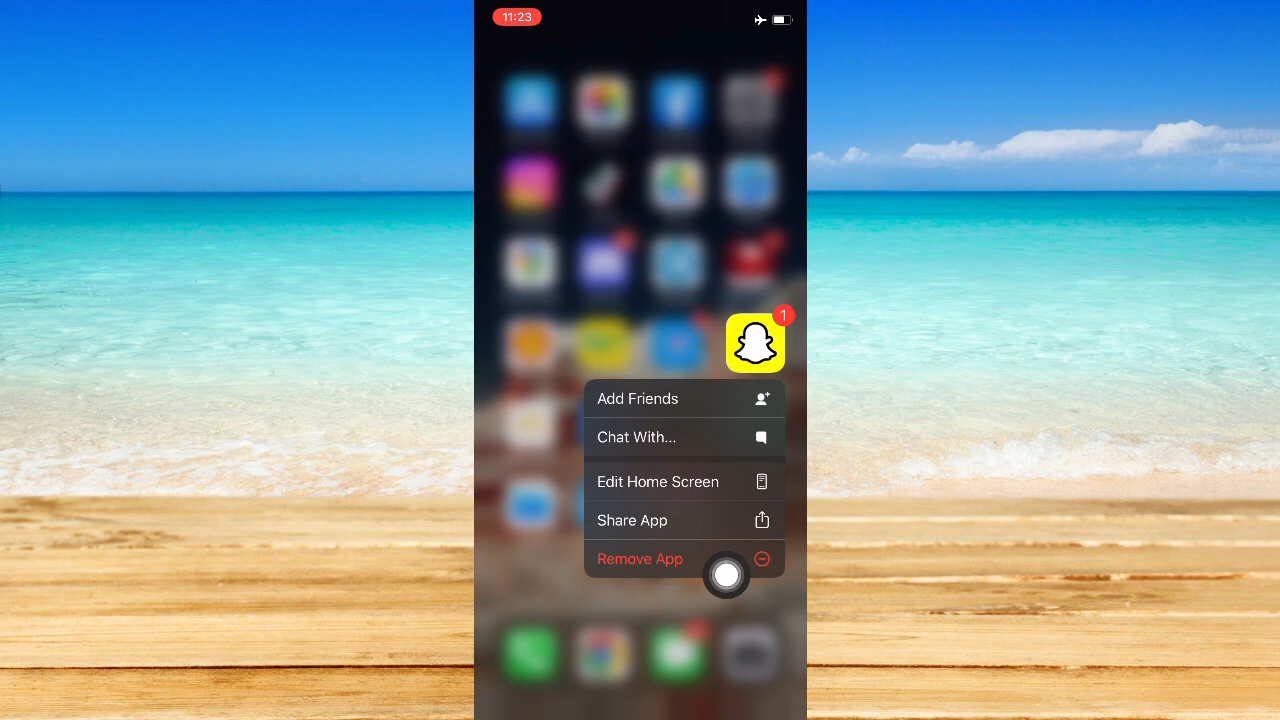 11:23
1
Add Friends
Chat With...
Edit Home Screen
Share App
Remove App